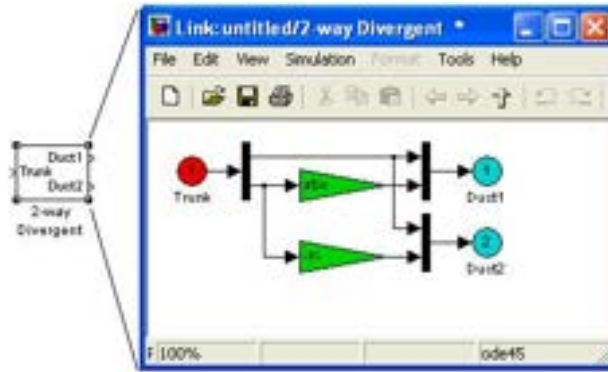 Link: untitled/2-way Divergent *
File Edit View Simulation Format Tools Help
Duct1
Trunk
Duct2
2-way
Divergent
1
Trunk
1
Duct1
2
Duct2
100%
ode45